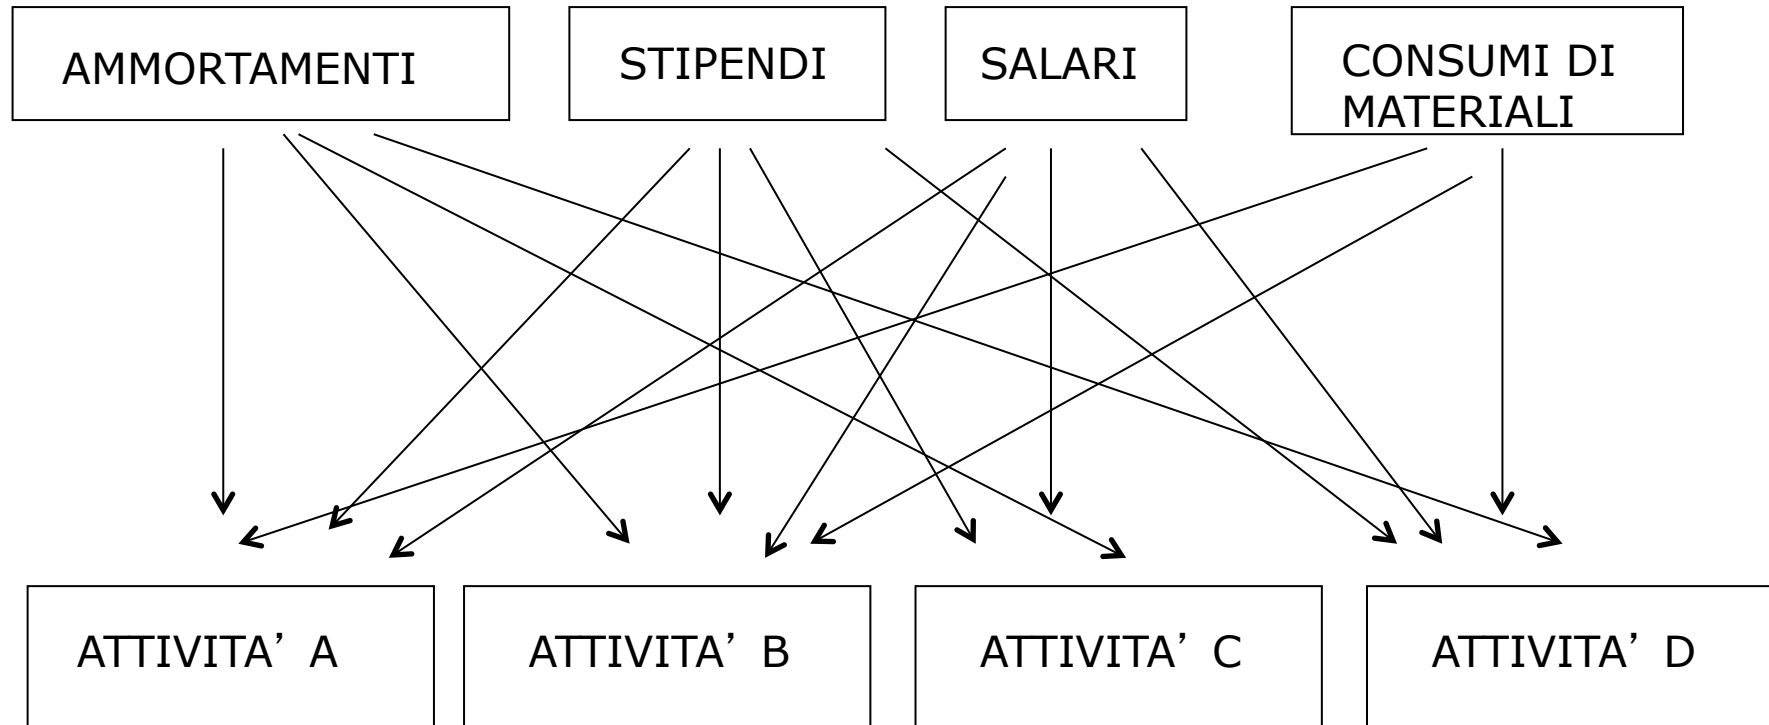 AMMORTAMENTI
STIPENDI
SALARI
CONSUMI DI
MATERIALI
ATTIVITA’ A
ATTIVITA’ B
ATTIVITA’ C
ATTIVITA’ D